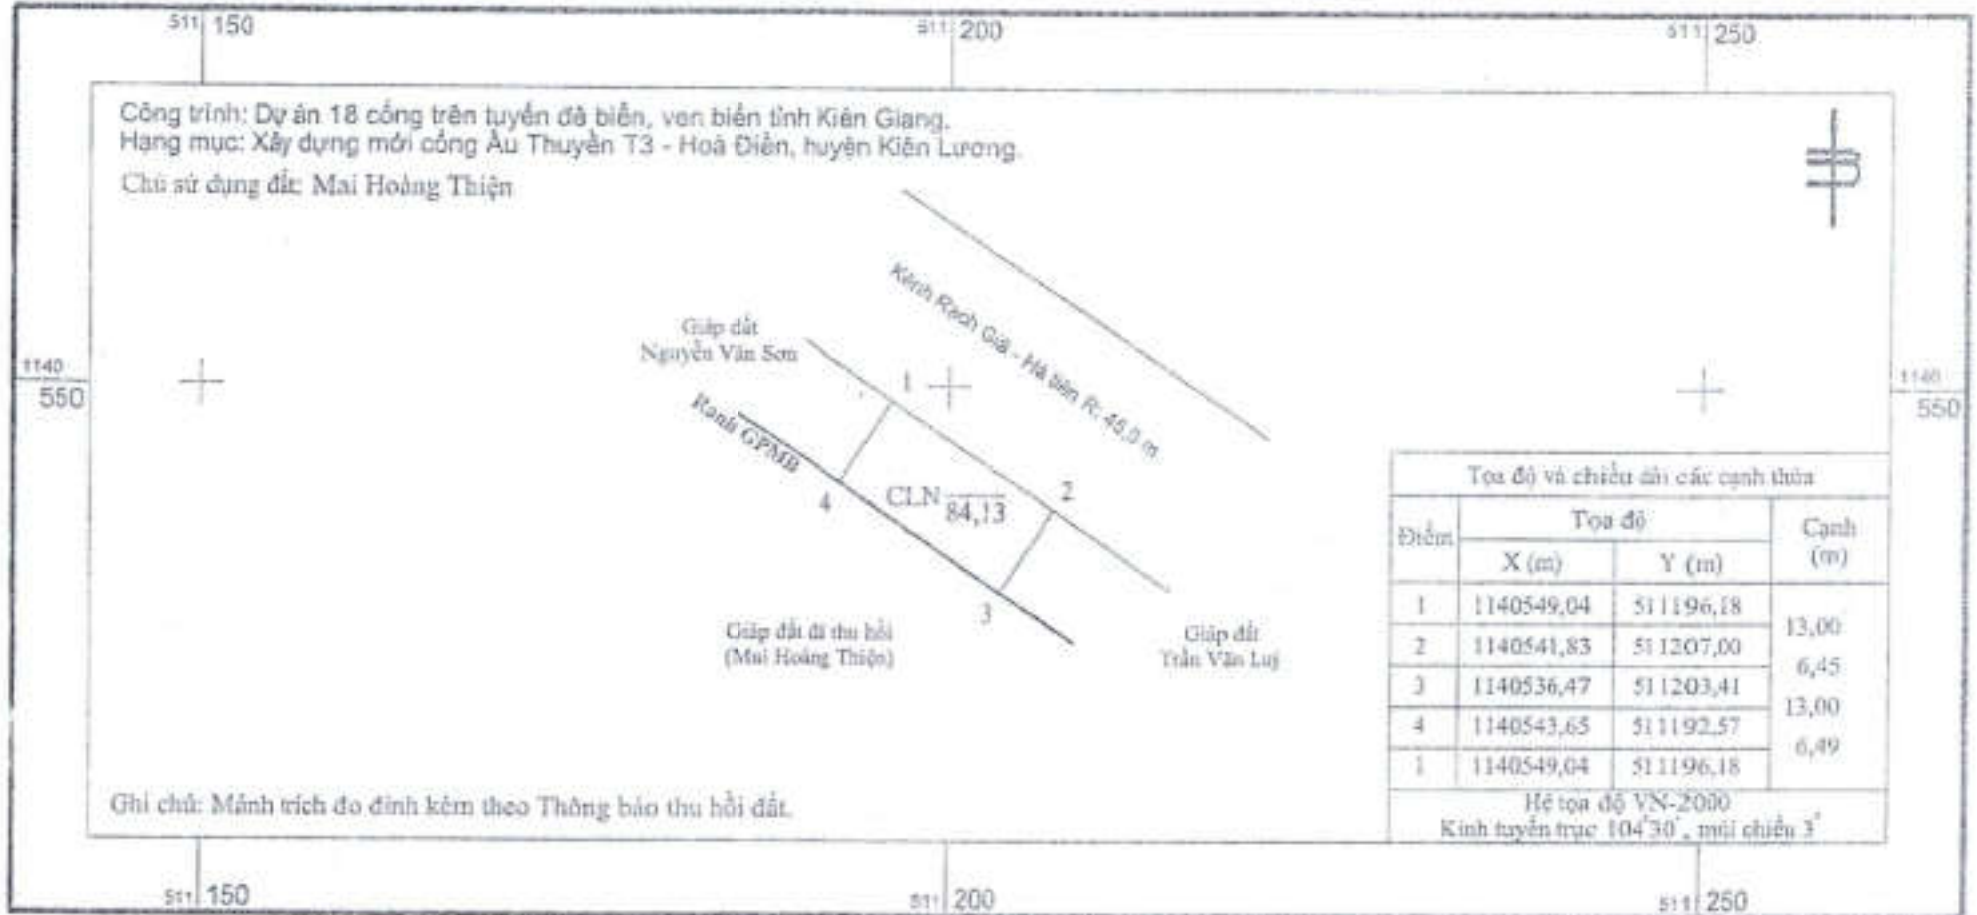 511 150
511 200
511 250
Công trình: Dự án 18 cống trên tuyến đê biển, ven biển tỉnh Kiên Giang.
Hạng mục: Xây dựng mới cống Âu Thuyền T3 - Hoà Điền, huyện Kiên Lương.
Chủ sử dụng đất: Mai Hoàng Thiện
Kênh Rạch Giá - Hà tiên R: 45,0 m
Giáp đất
Nguyễn Văn Sơn
1140
550
1140
550
1
Ranh GPMB
2
CLN 84,13
4
3
Giáp đất đã thu hồi
(Mai Hoàng Thiện)
Giáp đất
Trần Văn Luỹ
Tọa độ và chiều dài các cạnh thửa
Điểm Tọa độ Cạnh (m)
X (m) Y (m)
1 1140549,04 511196,18
13,00
2 1140541,83 511207,00
6,45
3 1140536,47 511203,41
13,00
4 1140543,65 511192,57
6,49
1 1140549,04 511196,18
Hệ tọa độ VN-2000
Kinh tuyến trục 104°30', múi chiếu 3°
Ghi chú: Mảnh trích đo đính kèm theo Thông báo thu hồi đất.
511 150
511 200
511 250